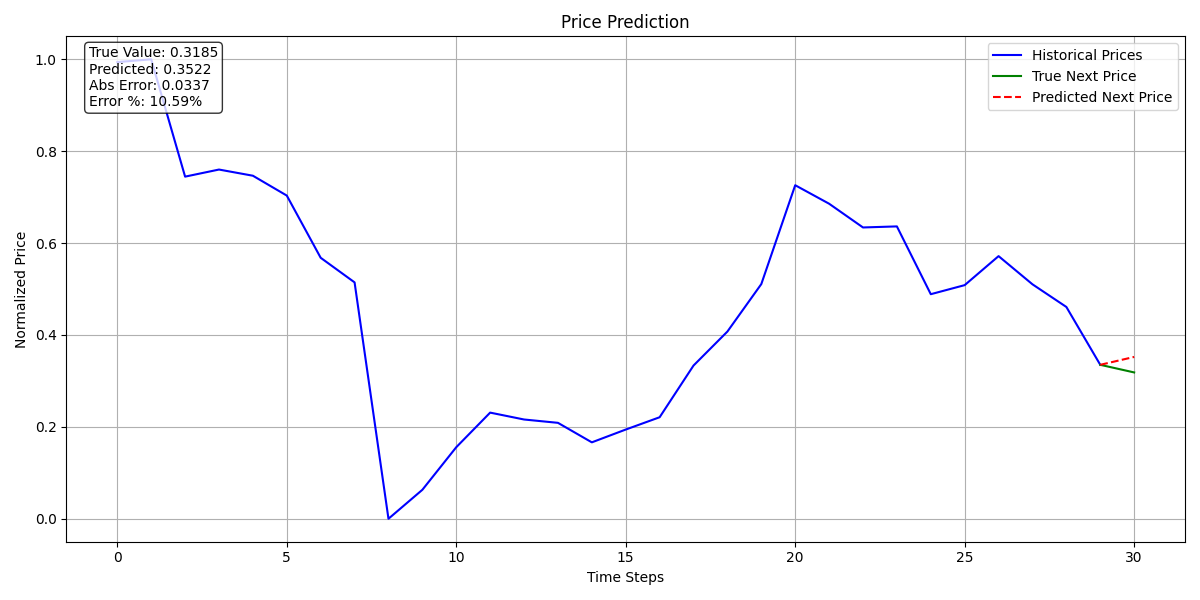 Price Prediction
True Value: 0.3185
Predicted: 0.3522
Abs Error: 0.0337
Error %: 10.59%
Historical Prices
True Next Price
Predicted Next Price
Normalized Price
1.0
0.8
0.6
0.4
0.2
0.0
0 5 10 15 20 25 30
Time Steps